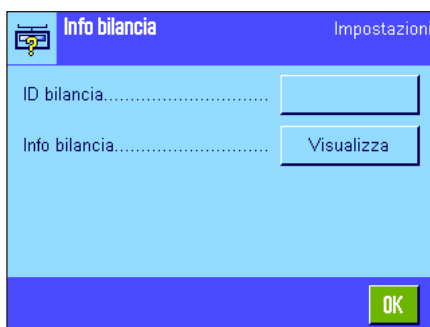 Info bilancia Impostazioni
ID bilancia..............................
Info bilancia............................ Visualizza
OK